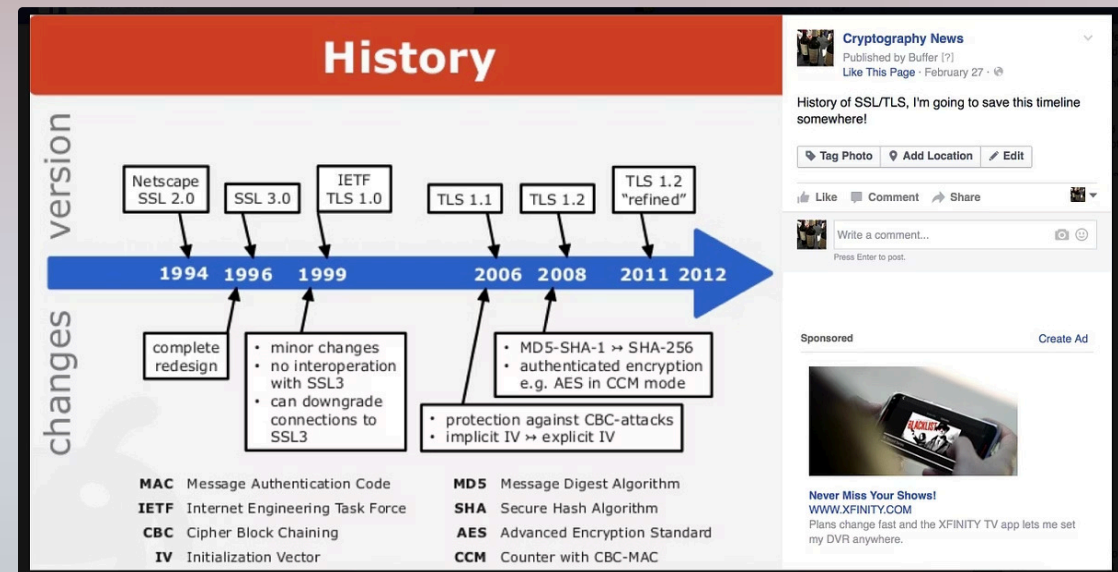 History
version
Netscape
SSL 2.0
SSL 3.0
IETF
TLS 1.0
TLS 1.1
TLS 1.2
TLS 1.2
“refined”
1994 1996 1999 2006 2008 2011 2012
changes
complete
redesign
• minor changes
• no interoperation
with SSL3
• can downgrade
connections to
SSL3
• MD5-SHA-1 ↣ SHA-256
• authenticated encryption
e.g. AES in CCM mode
• protection against CBC-attacks
• implicit IV ↣ explicit IV
MAC Message Authentication Code
IETF Internet Engineering Task Force
CBC Cipher Block Chaining
IV Initialization Vector
MD5 Message Digest Algorithm
SHA Secure Hash Algorithm
AES Advanced Encryption Standard
CCM Counter with CBC-MAC
Cryptography News
Published by Buffer [?]
Like This Page · February 27 ·
History of SSL/TLS, I'm going to save this timeline
somewhere!
Tag Photo Add Location Edit
Like Comment Share
Write a comment...
Press Enter to post.
Sponsored Create Ad
BLACKLIST
Never Miss Your Shows!
WWW.XFINITY.COM
Plans change fast and the XFINITY TV app lets me set
my DVR anywhere.